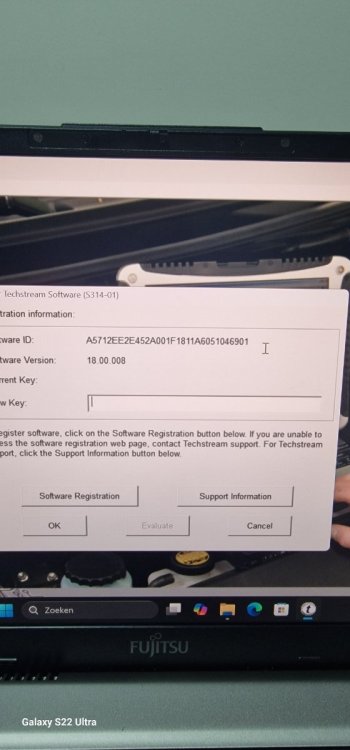 Techstream Software (S314-01)
tration information:
tware ID: A5712EE2E452A001F1811A6051046901
tware Version: 18.00.008
rrent Key:
w Key:
egister software, click on the Software Registration button below. If you are unable to
ess the software registration web page, contact Techstream support. For Techstream
port, click the Support Information button below.
Software Registration Support Information
OK Evaluate Cancel
Zoeken
FUJITSU
Galaxy S22 Ultra